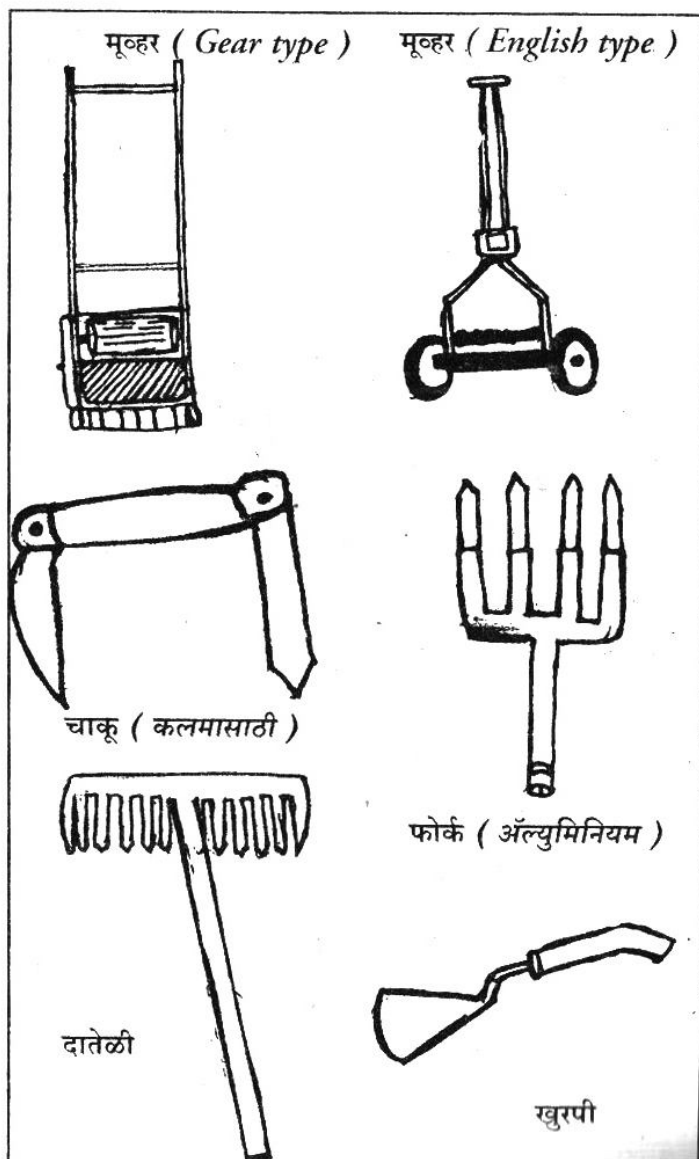 मूव्हर ( Gear type )
मूव्हर ( English type )
चाकू ( कलमासाठी )
फोर्क ( ॲल्युमिनियम )
दातेळी
खुरपी